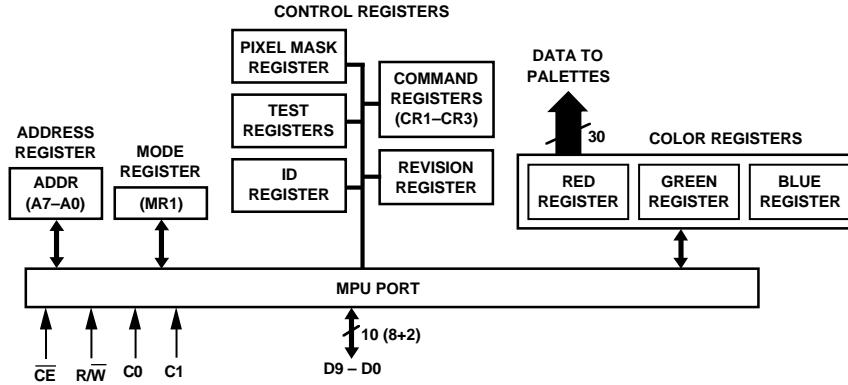 CONTROL REGISTERS
PIXEL MASK
REGISTER
COMMAND
REGISTERS
(CR1–CR3)
TEST
REGISTERS
ID
REGISTER
REVISION
REGISTER
DATA TO
PALETTES
30
COLOR REGISTERS
RED
REGISTER
GREEN
REGISTER
BLUE
REGISTER
ADDRESS
REGISTER
ADDR
(A7–A0)
MODE
REGISTER
(MR1)
MPU PORT
10 (8+2)
C̅E̅
R/W̅
C0
C1
D9 – D0